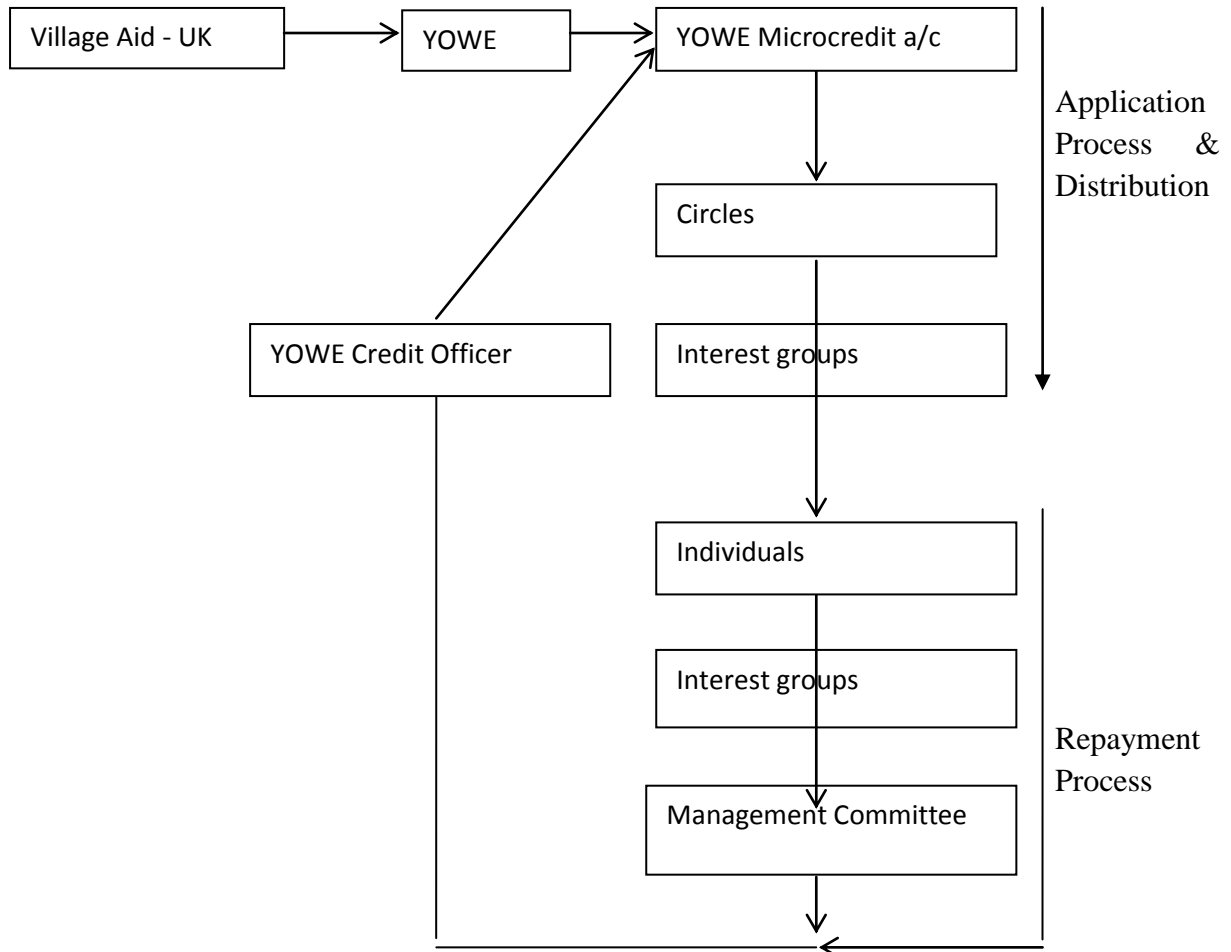 Village Aid - UK
YOWE
YOWE Microcredit a/c
Application
Process &
Distribution
Circles
YOWE Credit Officer
Interest groups
Individuals
Interest groups
Repayment
Process
Management Committee